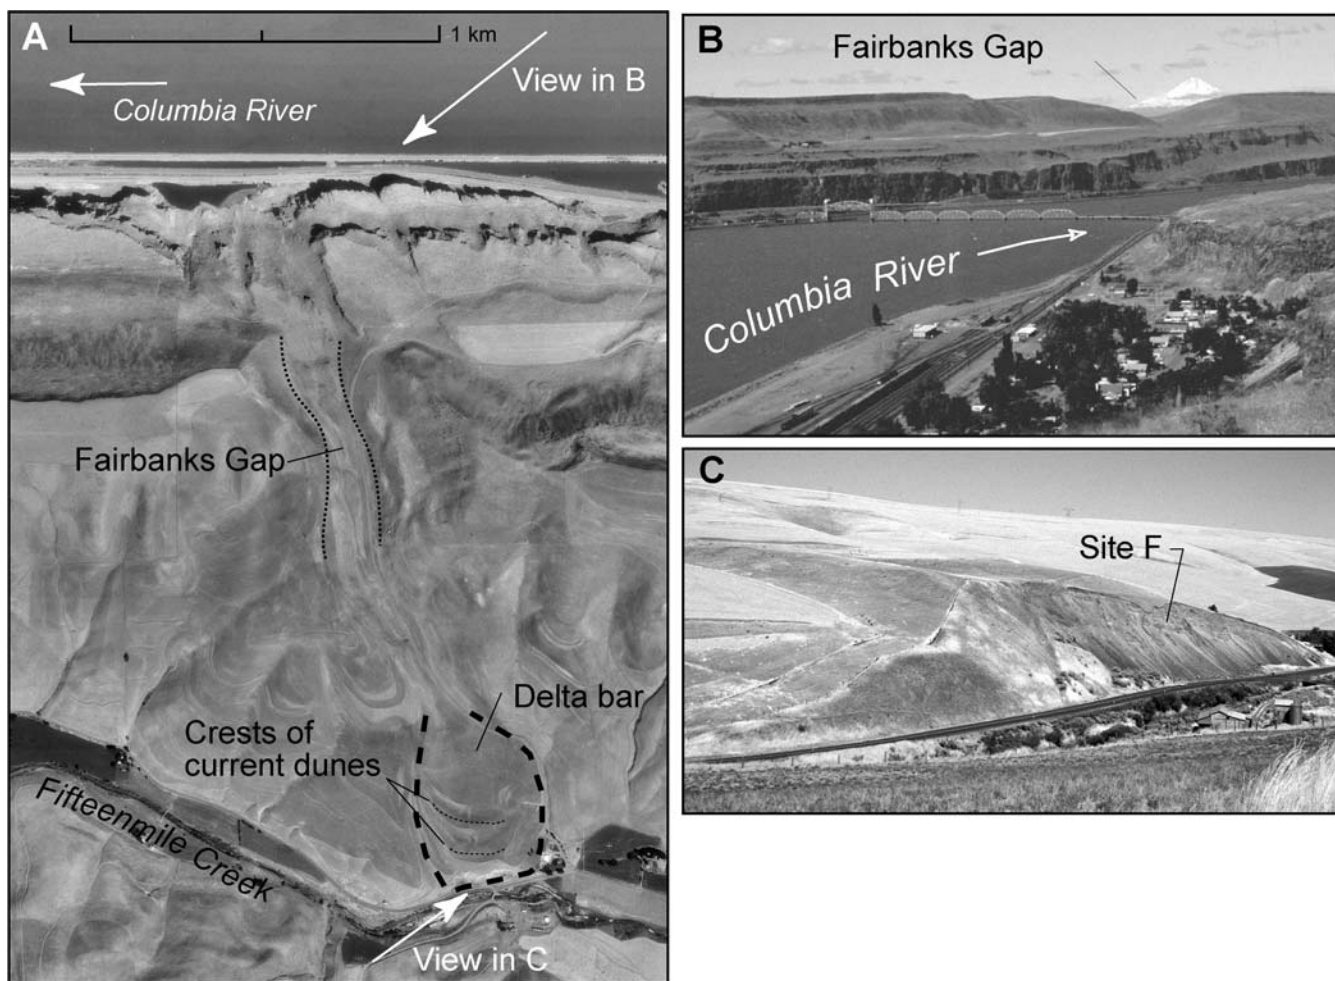 A
1 km
View in B
Columbia River
Fairbanks Gap
Delta bar
Crests of
current dunes
Fifteenmile Creek
View in C
B
Fairbanks Gap
Columbia River
C
Site F